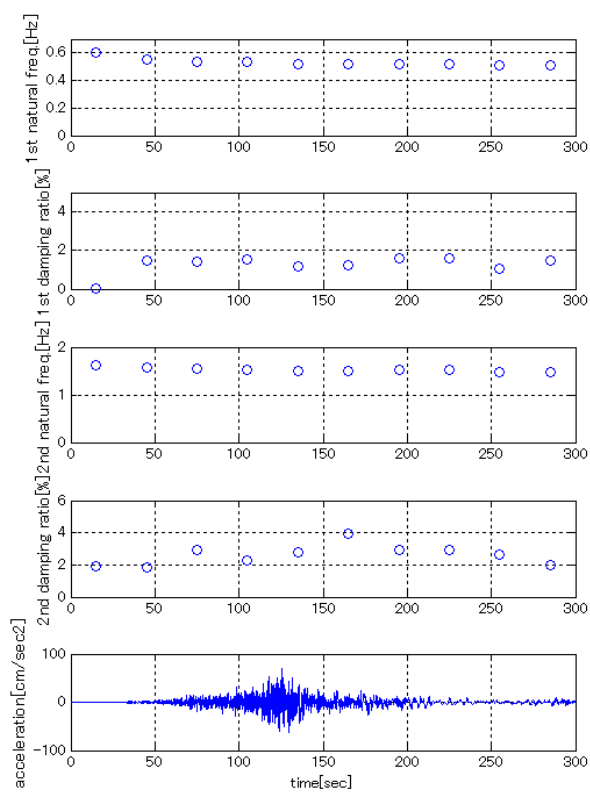 1st natural freq.[Hz]
0.6
0.4
0.2
0
0 50 100 150 200 250 300
1st damping ratio[%]
4
2
0
0 50 100 150 200 250 300
2nd natural freq.[Hz]
2
1
0
0 50 100 150 200 250 300
2nd damping ratio[%]
6
4
2
0
0 50 100 150 200 250 300
acceleration[cm/sec2]
100
0
-100
0 50 100 150 200 250 300
time[sec]